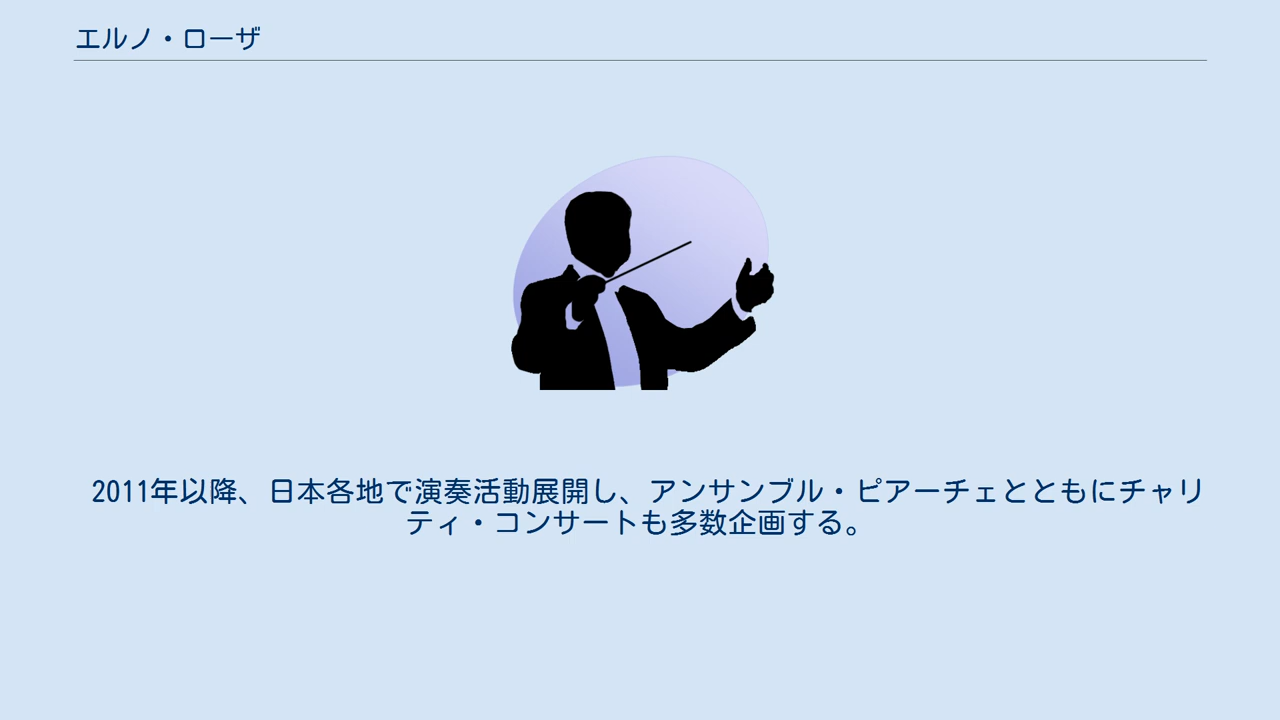 エルノ・ローザ
2011年以降、日本各地で演奏活動展開し、アンサンブル・ピアーチェとともにチャリ
ティ・コンサートも多数企画する。